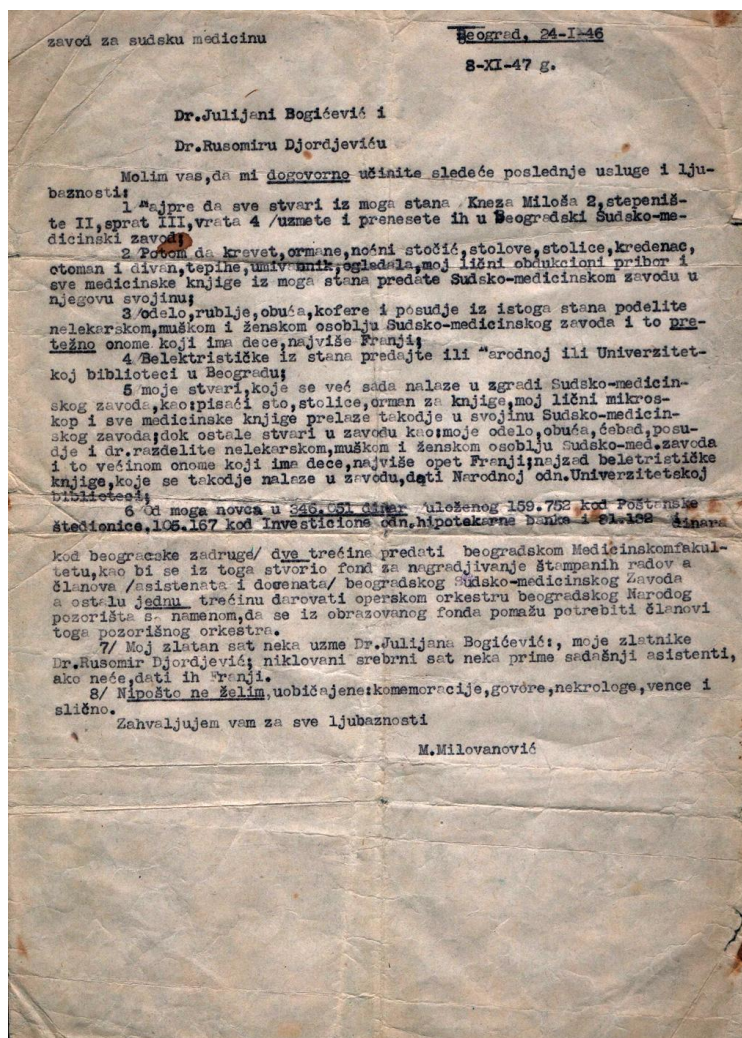 zavod za sudsku medicinu
Beograd, 24-I-46
8-XI-47 g.
Dr.Julijani Bogićević i
Dr.Rusomiru Djordjeviću
Molim vas,da mi dogovorno učinite sledeće poslednje usluge i lju-
baznosti:
1 Najpre da sve stvari iz moga stana Kneza Miloša 2,stepeniš-
te II,sprat III,vrata 4 /uzmete i prenesete ih u Beogradski Sudsko-me-
dicinski zavod;
2 Potom da krevet,ormane,noćni stočić,stolove,stolice,kredenac,
otoman i divan,tepihe,umivaonik,ogledala,moj lični obdukcioni pribor i
sve medicinske knjige iz moga stana predate Sudsko-medicinskom zavodu u
njegovu svojinu;
3/odelo,rublje,obuća,kofere i posudje iz istoga stana podelite
nelekarskom,muškom i ženskom osoblju Sudsko-medicinskog zavoda i to pre-
težno onome koji ima dece,najviše Franji;
4/Belektrističke iz stana predajte ili Narodnoj ili Univerzitet-
koj biblioteci u Beogradu;
5/moje stvari,koje se već sada nalaze u zgradi Sudsko-medicin-
skog zavoda,kao:pisaći sto,stolice,orman za knjige,moj lični mikros-
kop i sve medicinske knjige prelaze takodje u svojinu Sudsko-medicin-
skog zavoda;dok ostale stvari u zavodu kao:moje odelo,obuća,ćebad,posu-
dje i dr.razdelite nelekarskom,muškom i ženskom osoblju Sudsko-med.zavoda
i to većinom onome koji ima dece,najviše opet Franji;najzad beletrističke
knjige,koje se takodje nalaze u zavodu,dati Narodnoj odn.Univerzitetskoj
biblioteci;
6 Od moga novca u 346.051 dinar /uloženog 159.752 kod Poštanske
štedionice,105.167 kod Investicione odn.hipotekarne banke i 81.132 dinara
kod beogradske zadruge/ dve trećine predati beogradskom Medicinskomfakul-
tetu,kao bi se iz toga stvorio fond za nagradjivanje štampanih radov a
članova /asistenata i docenata/ beogradskog Sudsko-medicinskog Zavoda
a ostalu jednu trećinu darovati operskom orkestru beogradskog Narodog
pozorišta s namenom,da se iz obrazovanog fonda pomažu potrebiti članovi
toga pozorišnog orkestra.
7/ Moj zlatan sat neka uzme Dr.Julijana Bogićević:, moje zlatnike
Dr.Rusomir Djordjević; niklovani srebrni sat neka prime sadašnji asistenti,
ako neće,dati ih Franji.
8/ Nipošto ne želim,uobičajene:komemoracije,govore,nekrologe,vence i
slično.
Zahvaljujem vam za sve ljubaznosti
M.Milovanović